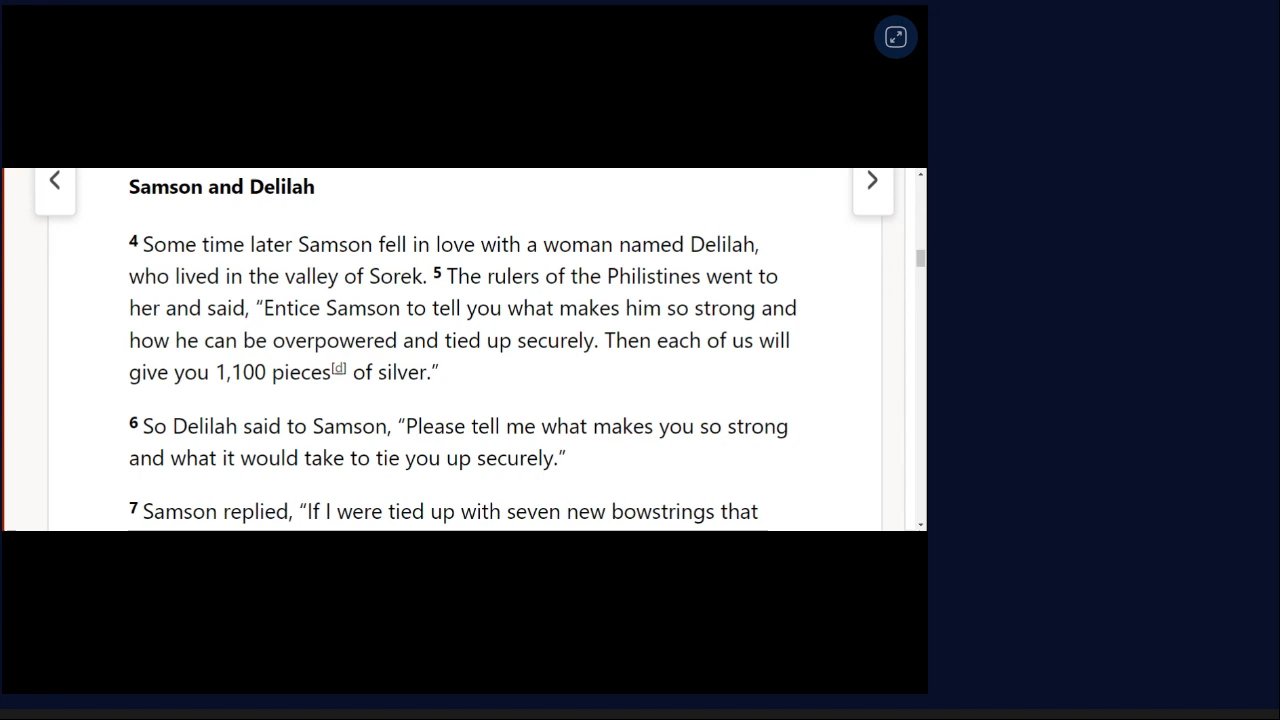 Samson and Delilah
4 Some time later Samson fell in love with a woman named Delilah,
who lived in the valley of Sorek. 5 The rulers of the Philistines went to
her and said, “Entice Samson to tell you what makes him so strong and
how he can be overpowered and tied up securely. Then each of us will
give you 1,100 pieces[d] of silver.”
6 So Delilah said to Samson, “Please tell me what makes you so strong
and what it would take to tie you up securely.”
7 Samson replied, “If I were tied up with seven new bowstrings that